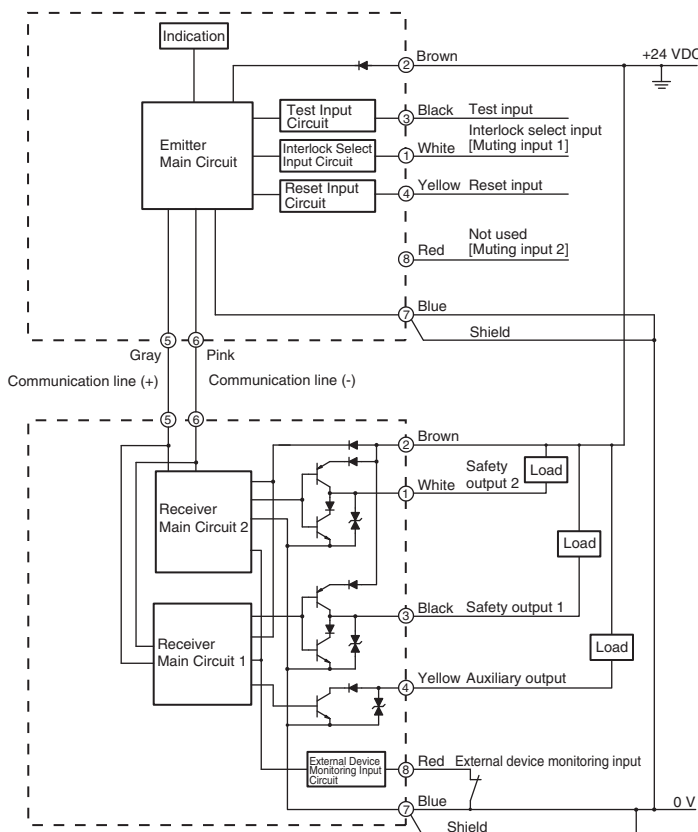 Indication
2
Brown
+24 VDC
Emitter
Main Circuit
Test Input
Circuit
3
Black
Test input
Interlock Select
Input Circuit
1
White
Interlock select input
[Muting input 1]
Reset Input
Circuit
4
Yellow
Reset input
8
Red
Not used
[Muting input 2]
7
Blue
Shield
5
6
Gray
Pink
Communication line (+)
Communication line (-)
5
6
2
Brown
Receiver
Main Circuit 2
1
White
Safety
output 2
Load
Load
Receiver
Main Circuit 1
3
Black
Safety output 1
Load
4
Yellow
Auxiliary output
External Device
Monitoring Input
Circuit
8
Red
External device monitoring input
7
Blue
0 V
Shield